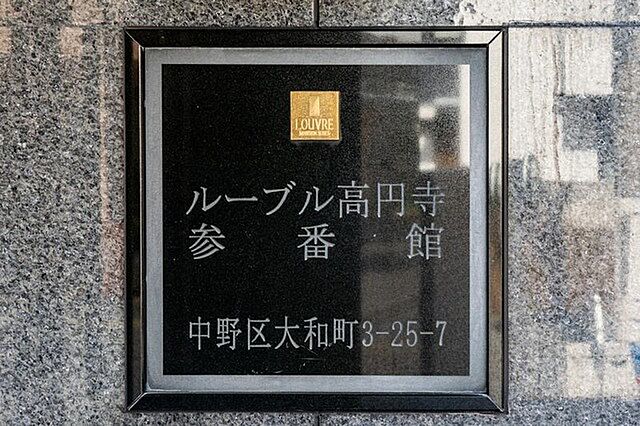 LOUVRE
ルーブル高円寺
参番館
中野区大和町3-25-7